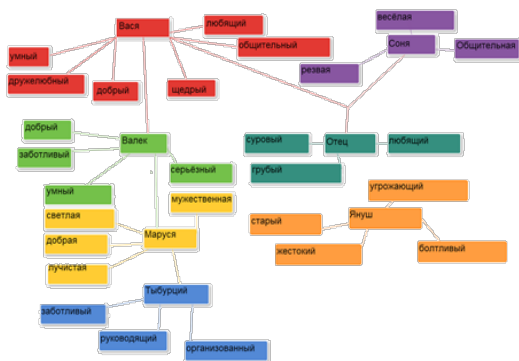 весёлая
Вася
любящий
Соня
Общительная
общительный
умный
резвая
дружелюбный
добрый
щедрый
добрый
Валек
суровый
Отец
любящий
заботливый
серьёзный
грубый
умный
мужественная
угрожающий
светлая
старый
Януш
Маруся
добрая
жестокий
болтливый
лучистая
Тыбурций
заботливый
руководящий
организованный